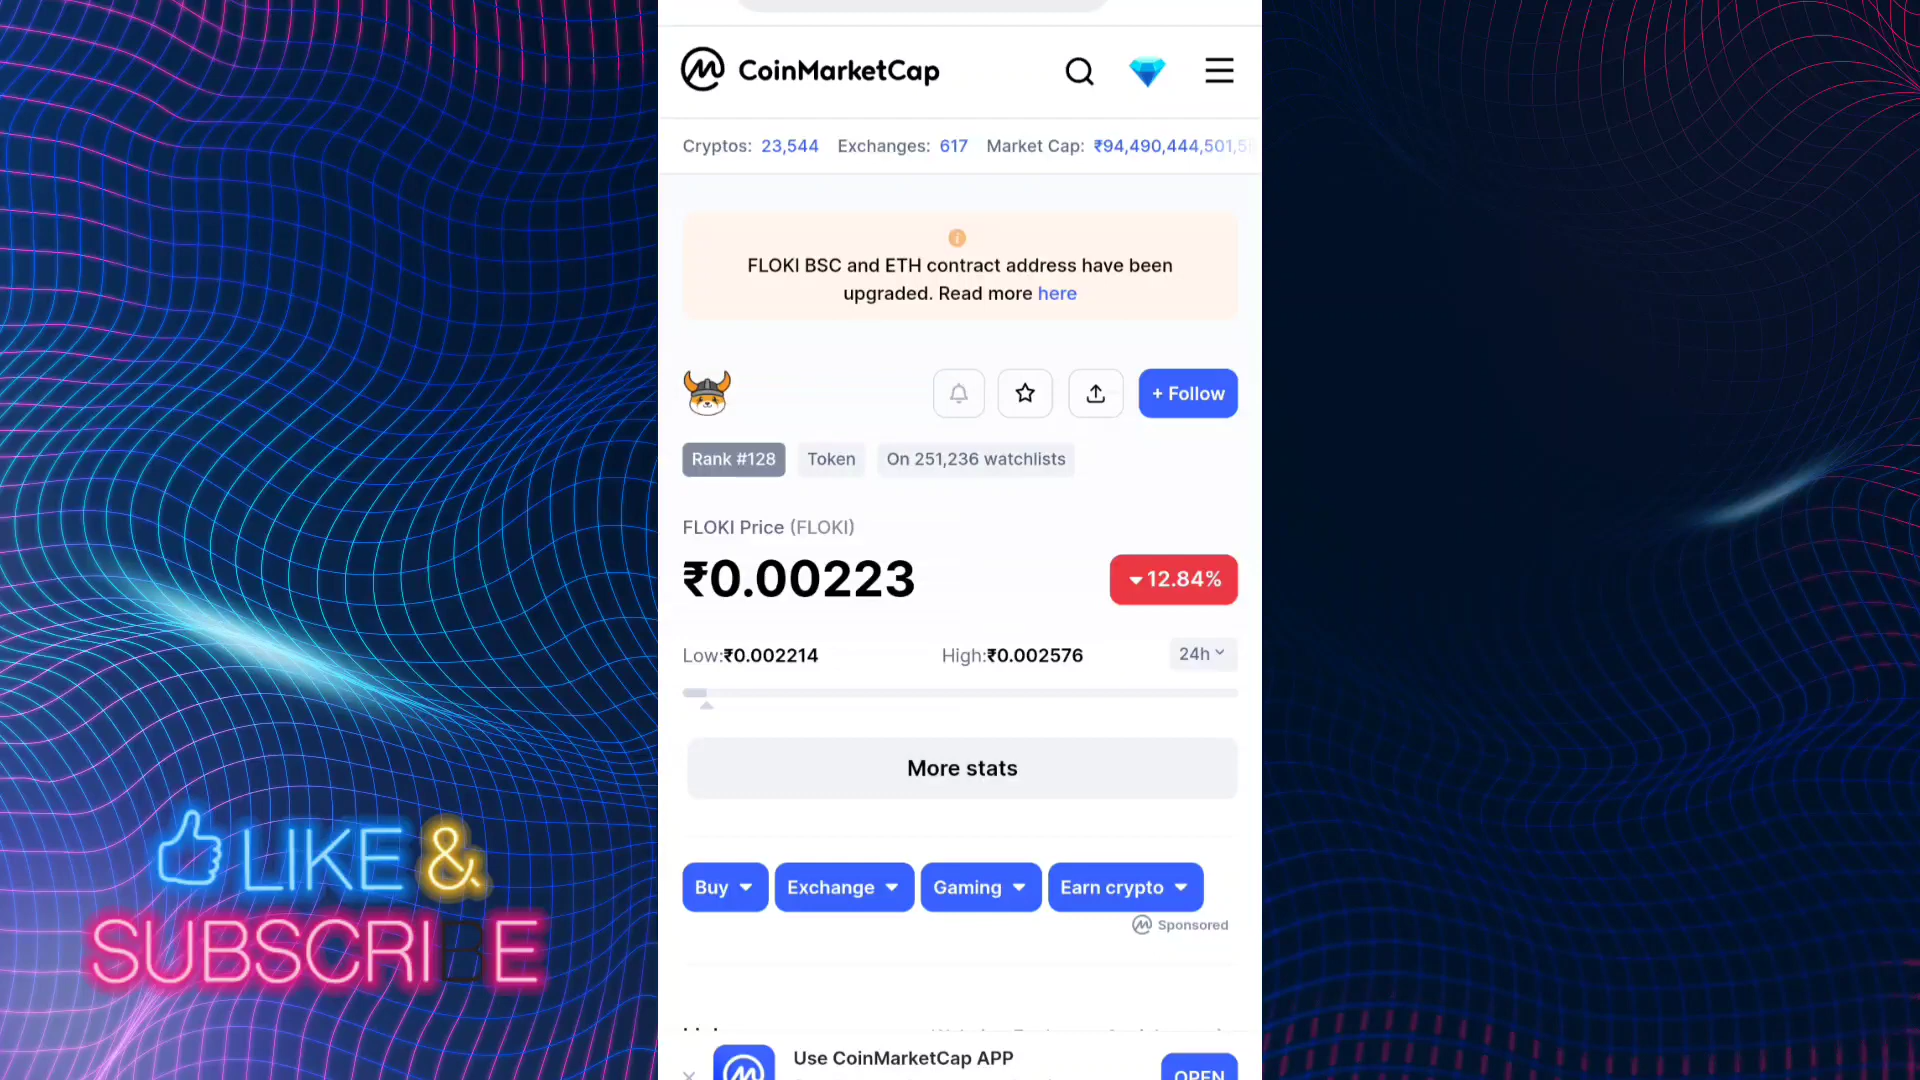 CoinMarketCap
Cryptos: 23,544 Exchanges: 617 Market Cap: ₹94,490,444,501,5
FLOKI BSC and ETH contract address have been
upgraded. Read more here
+ Follow
Rank #128 Token On 251,236 watchlists
FLOKI Price (FLOKI)
₹0.00223 12.84%
Low:₹0.002214 High:₹0.002576 24h
More stats
LIKE &
SUBSCRIBE
Buy Exchange Gaming Earn crypto
Sponsored
Use CoinMarketCap APP
OPEN